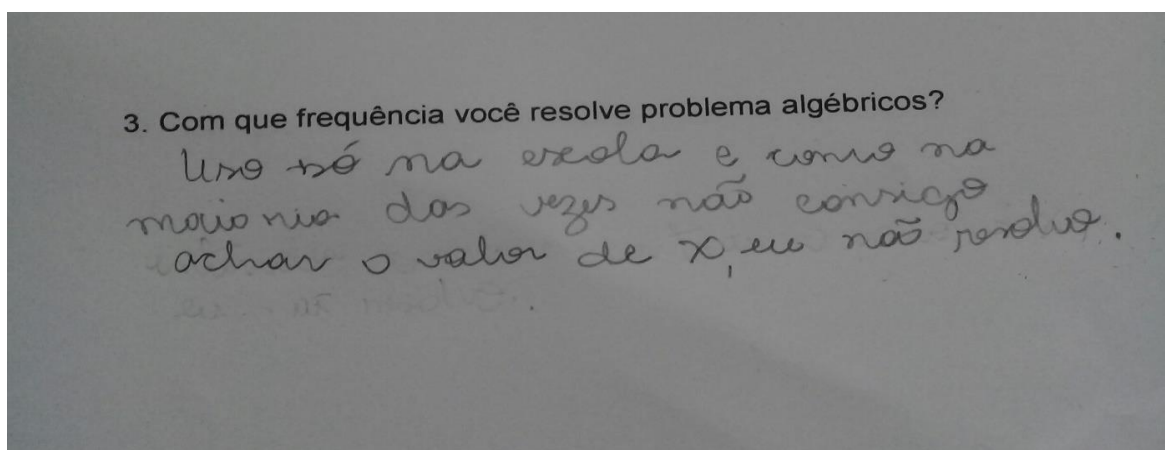 3. Com que frequência você resolve problema algébricos?
Uso só na escola e como na
maioria das vezes não consigo
achar o valor de x, eu não resolvo.